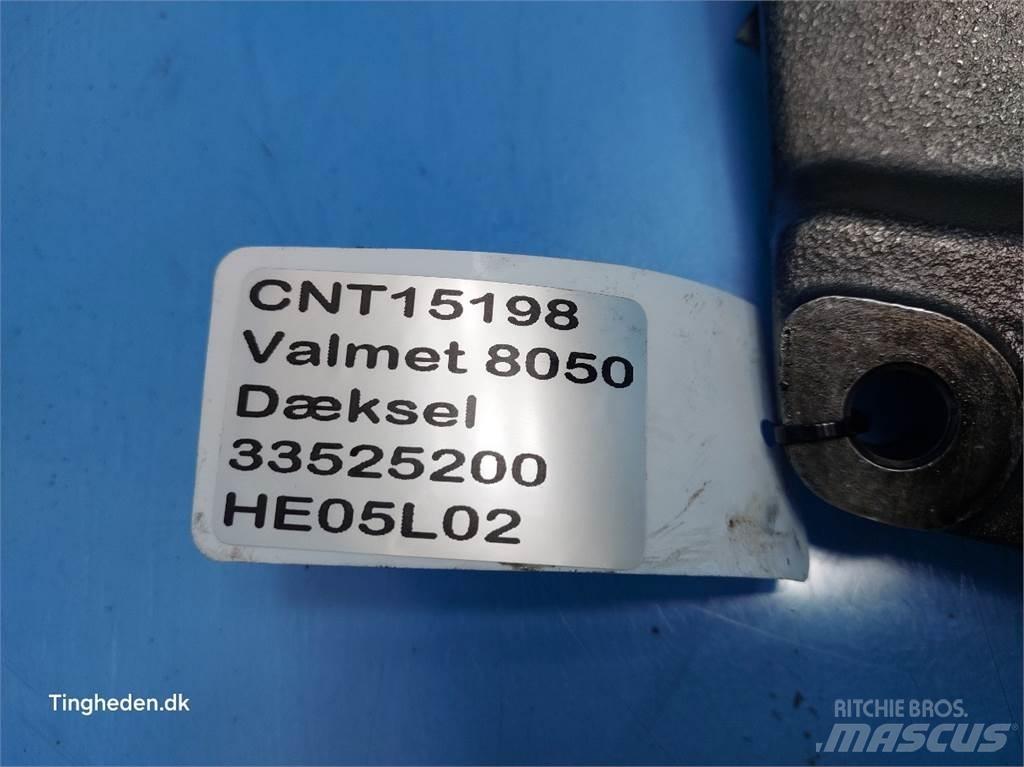 CNT15198
Valmet 8050
Dæksel
33525200
HE05L02
Tingheden.dk
RITCHIE BROS.
MASCUS